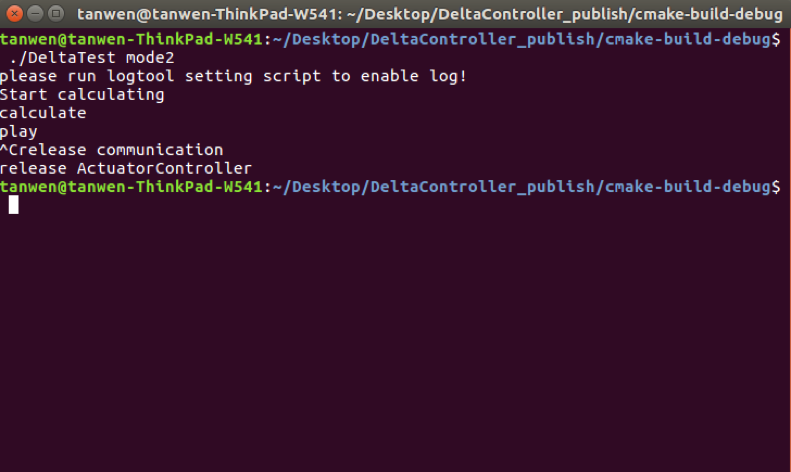 tanwen@tanwen-ThinkPad-W541: ~/Desktop/DeltaController_publish/cmake-build-debug
tanwen@tanwen-ThinkPad-W541:~/Desktop/DeltaController_publish/cmake-build-debug$
./DeltaTest mode2
please run logtool setting script to enable log!
Start calculating
calculate
play
^Crelease communication
release ActuatorController
tanwen@tanwen-ThinkPad-W541:~/Desktop/DeltaController_publish/cmake-build-debug$